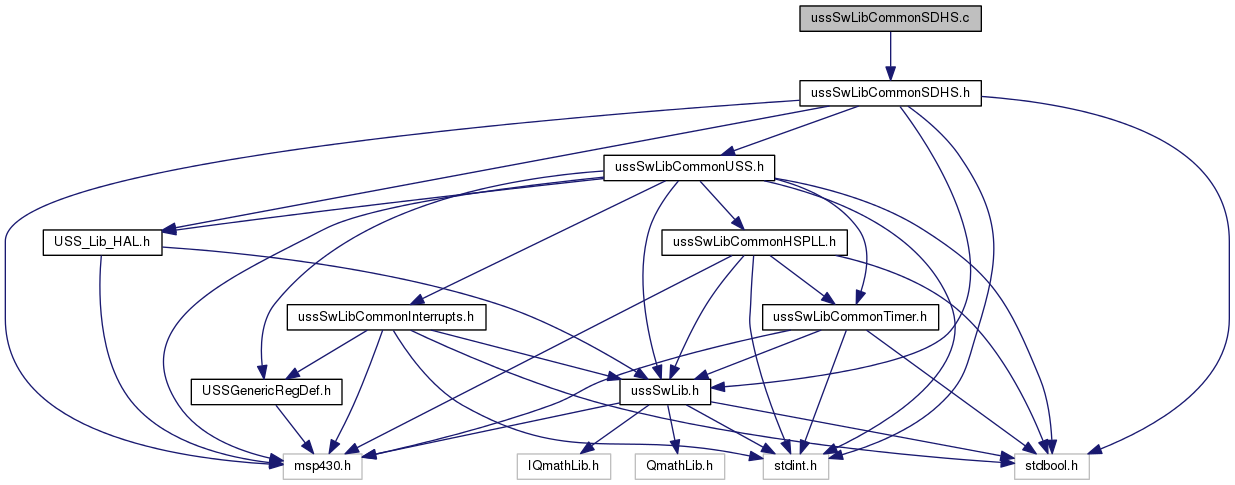 ussSwLibCommonSDHS.c
ussSwLibCommonSDHS.h
ussSwLibCommonUSS.h
USS_Lib_HAL.h
ussSwLibCommonHSPLL.h
ussSwLibCommonInterrupts.h
ussSwLibCommonTimer.h
USSGenericRegDef.h
ussSwLib.h
msp430.h
IQmathLib.h
QmathLib.h
stdint.h
stdbool.h